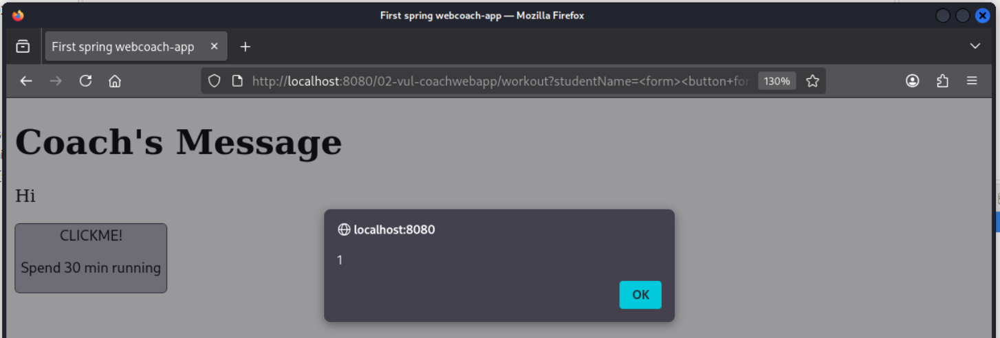 First spring webcoach-app — Mozilla Firefox
First spring webcoach-app
http://localhost:8080/02-vul-coachwebapp/workout?studentName=<form><button+for
130%
Coach's Message
Hi
CLICKME!
Spend 30 min running
localhost:8080
1
OK